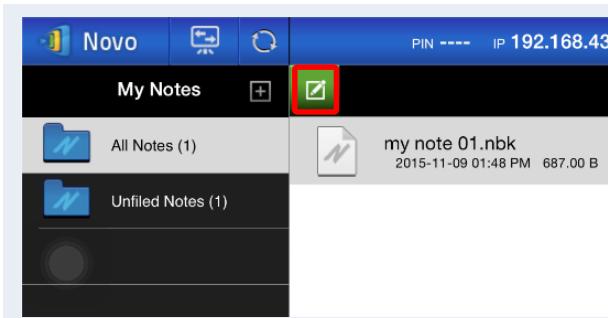 Novo
PIN ---- IP 192.168.43
My Notes
All Notes (1)
Unfiled Notes (1)
my note 01.nbk
2015-11-09 01:48 PM 687.00 B